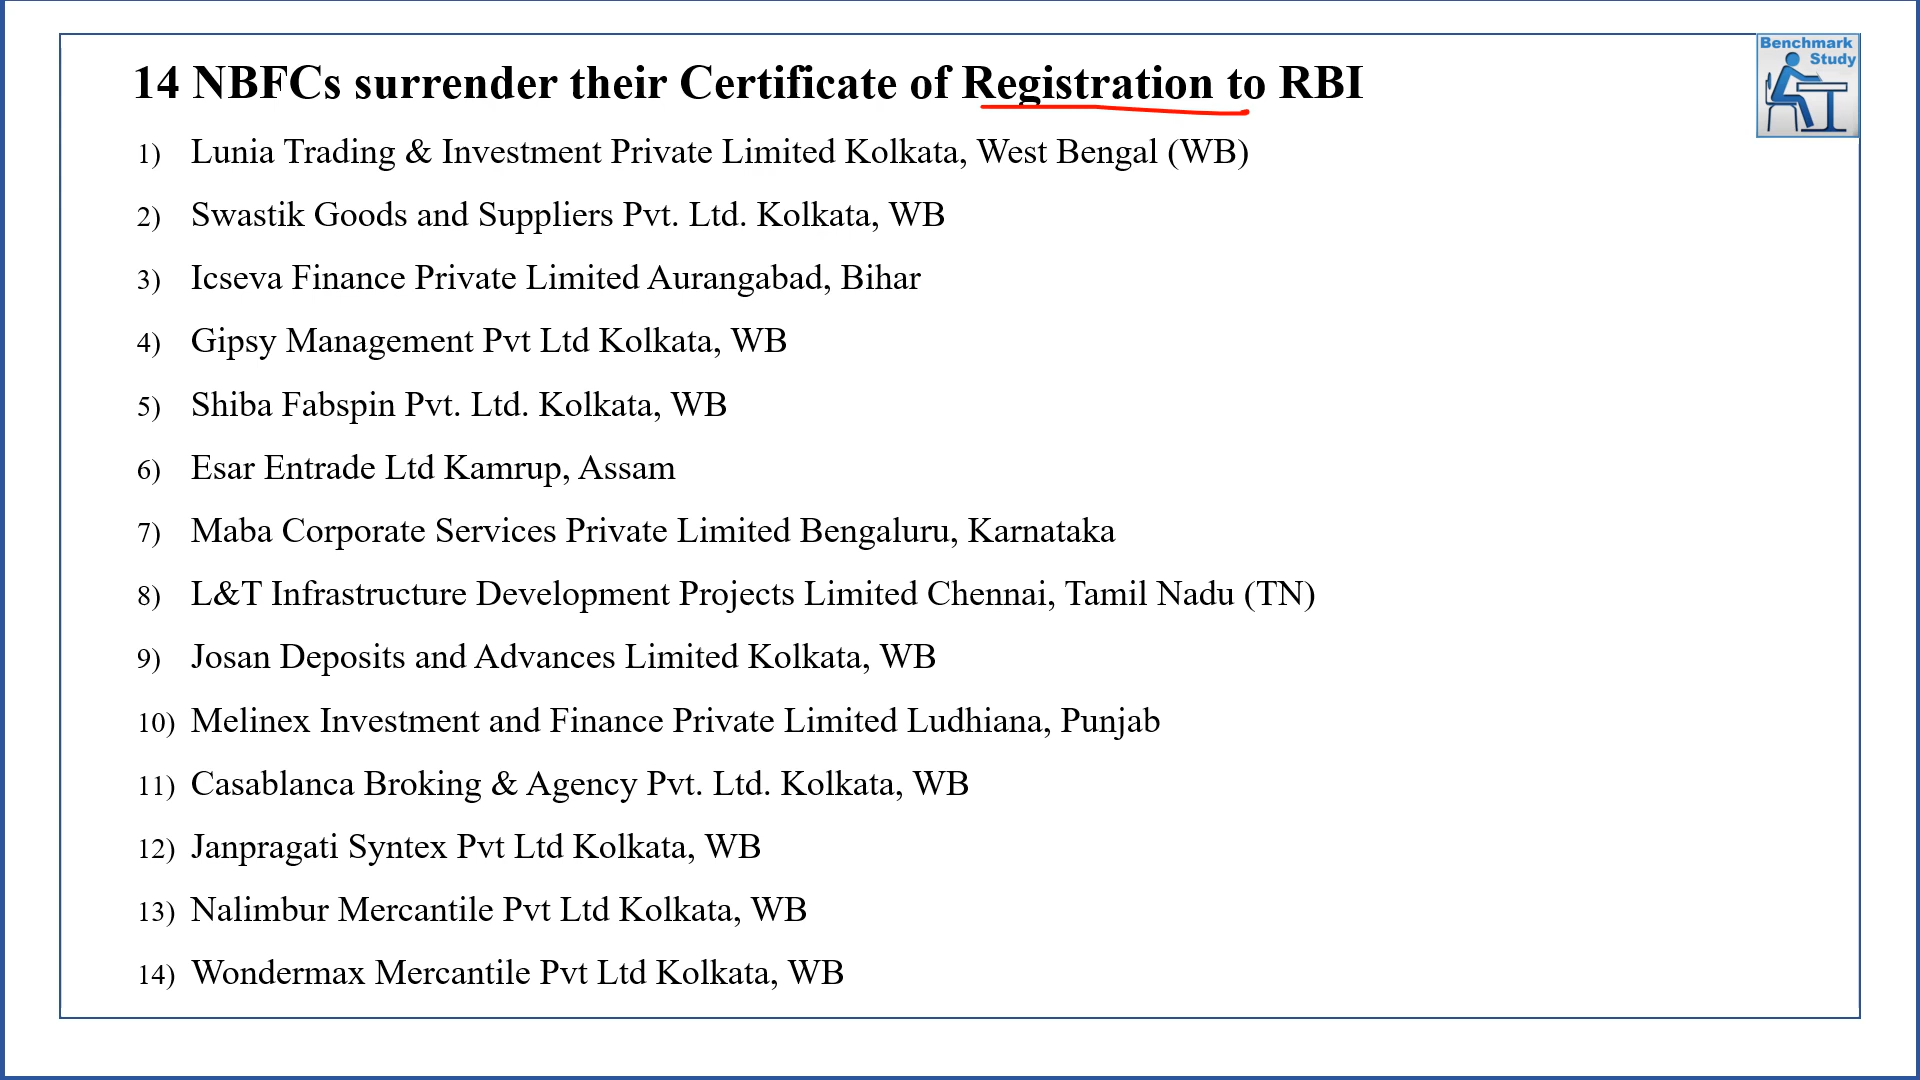 14 NBFCs surrender their Certificate of Registration to RBI
Benchmark
Study
1) Lunia Trading & Investment Private Limited Kolkata, West Bengal (WB)
2) Swastik Goods and Suppliers Pvt. Ltd. Kolkata, WB
3) Icseva Finance Private Limited Aurangabad, Bihar
4) Gipsy Management Pvt Ltd Kolkata, WB
5) Shiba Fabspin Pvt. Ltd. Kolkata, WB
6) Esar Entrade Ltd Kamrup, Assam
7) Maba Corporate Services Private Limited Bengaluru, Karnataka
8) L&T Infrastructure Development Projects Limited Chennai, Tamil Nadu (TN)
9) Josan Deposits and Advances Limited Kolkata, WB
10) Melinex Investment and Finance Private Limited Ludhiana, Punjab
11) Casablanca Broking & Agency Pvt. Ltd. Kolkata, WB
12) Janpragati Syntex Pvt Ltd Kolkata, WB
13) Nalimbur Mercantile Pvt Ltd Kolkata, WB
14) Wondermax Mercantile Pvt Ltd Kolkata, WB